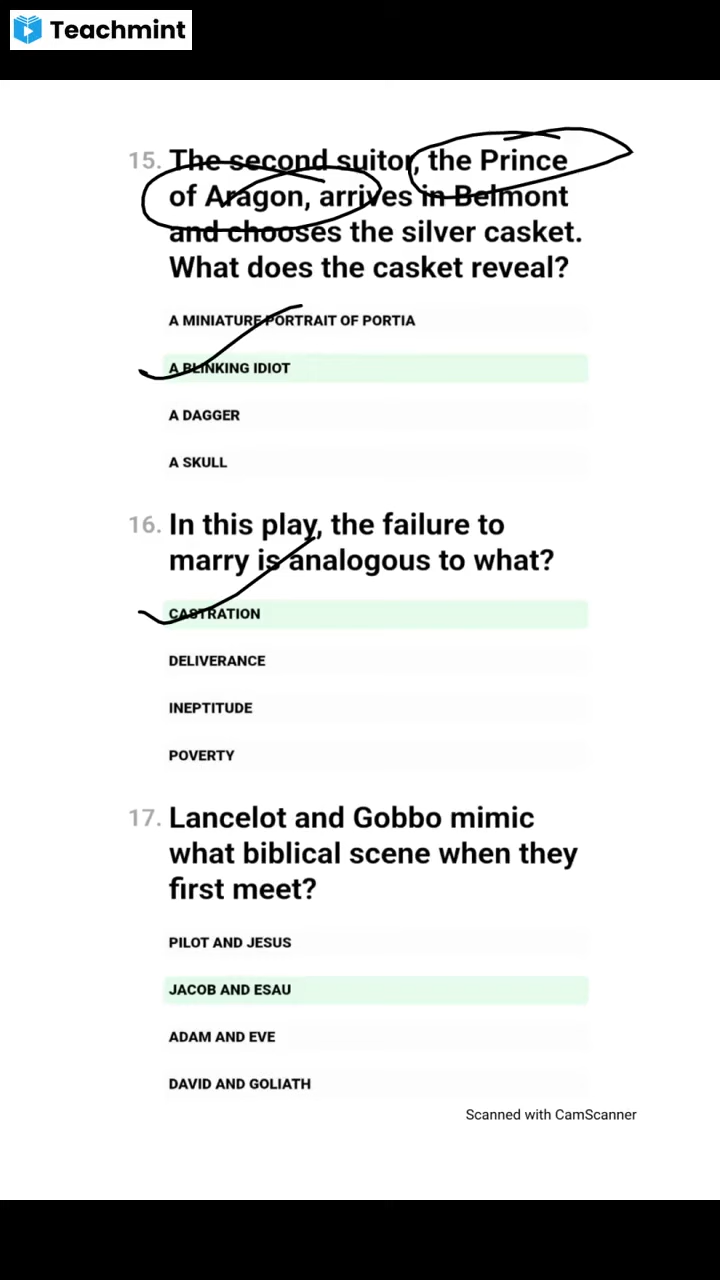 Teachmint
15. The second suitor, the Prince
of Aragon, arrives in Belmont
and chooses the silver casket.
What does the casket reveal?
A MINIATURE PORTRAIT OF PORTIA
A BLINKING IDIOT
A DAGGER
A SKULL
16. In this play, the failure to
marry is analogous to what?
CASTRATION
DELIVERANCE
INEPTITUDE
POVERTY
17. Lancelot and Gobbo mimic
what biblical scene when they
first meet?
PILOT AND JESUS
JACOB AND ESAU
ADAM AND EVE
DAVID AND GOLIATH
Scanned with CamScanner